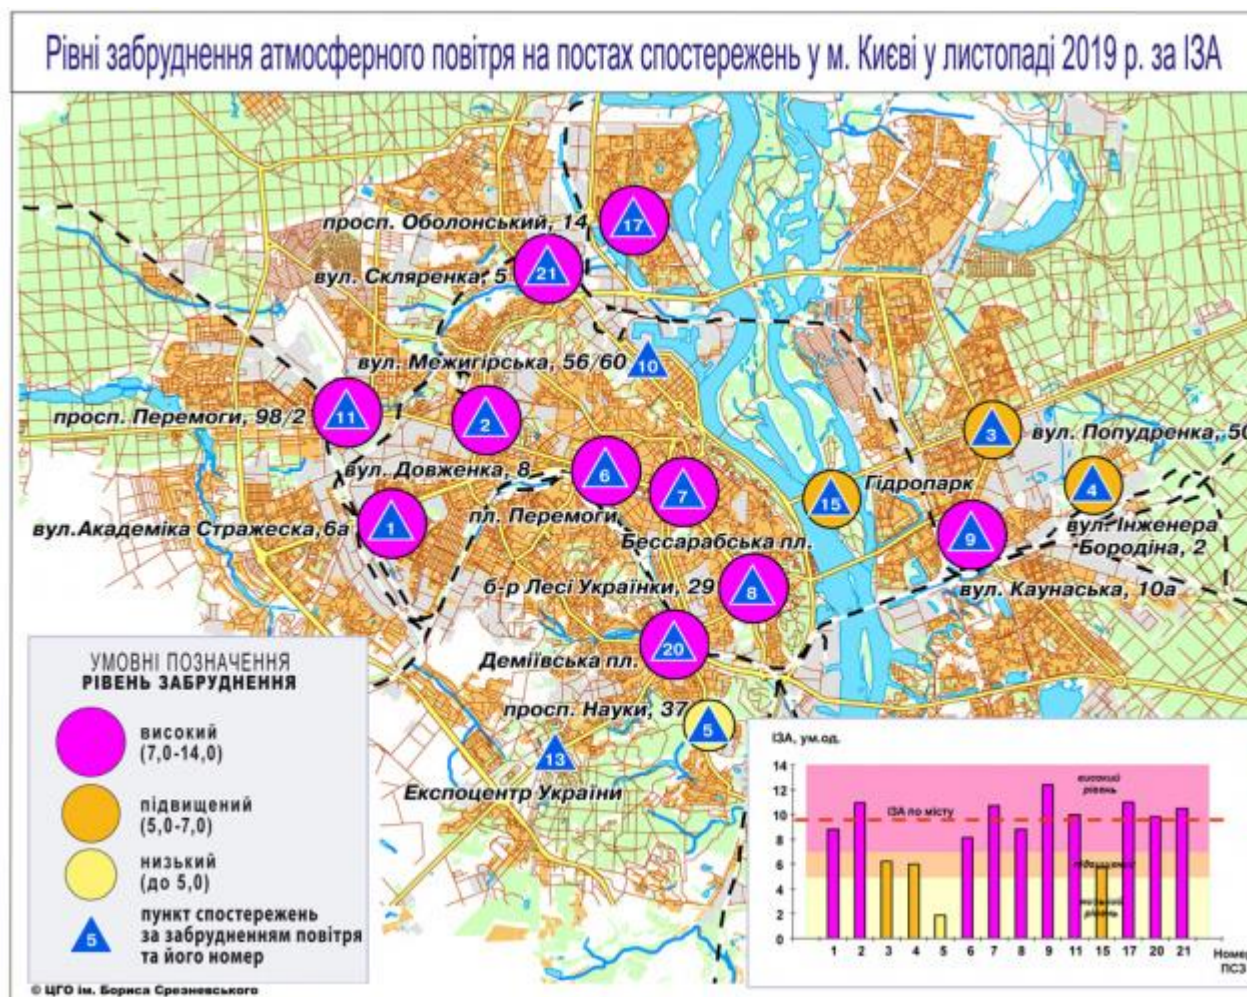 Рівні забруднення атмосферного повітря на постах спостережень у м. Києві у листопаді 2019 р. за ІЗА
17
просп. Оболонський, 14
21
вул. Скляренка, 5
вул. Межигірська, 56/60
10
11
просп. Перемоги, 98/2
2
3
вул. Попудренка, 50
вул. Довженка, 8
6
7
15
Гідропарк
4
вул.Академіка Стражеска,6а
1
пл. Перемоги
Бессарабська пл.
9
вул. Інженера
Бородіна, 2
б-р Лесі Українки, 29
8
вул. Каунаська, 10а
Деміївська пл.
20
просп. Науки, 37
5
13
Експоцентр України
УМОВНІ ПОЗНАЧЕННЯ
РІВЕНЬ ЗАБРУДНЕННЯ
високий
(7,0-14,0)
підвищений
(5,0-7,0)
низький
(до 5,0)
5
пункт спостережень
за забрудненням повітря
та його номер
© ЦГО ім. Бориса Срезневського
ІЗА, ум.од.
14
12
10
8
6
4
2
0
високий
рівень
ІЗА по місту
підвищений
низький
рівень
1 2 3 4 5 6 7 8 9 11 15 17 20 21
Номер
ПСЗ